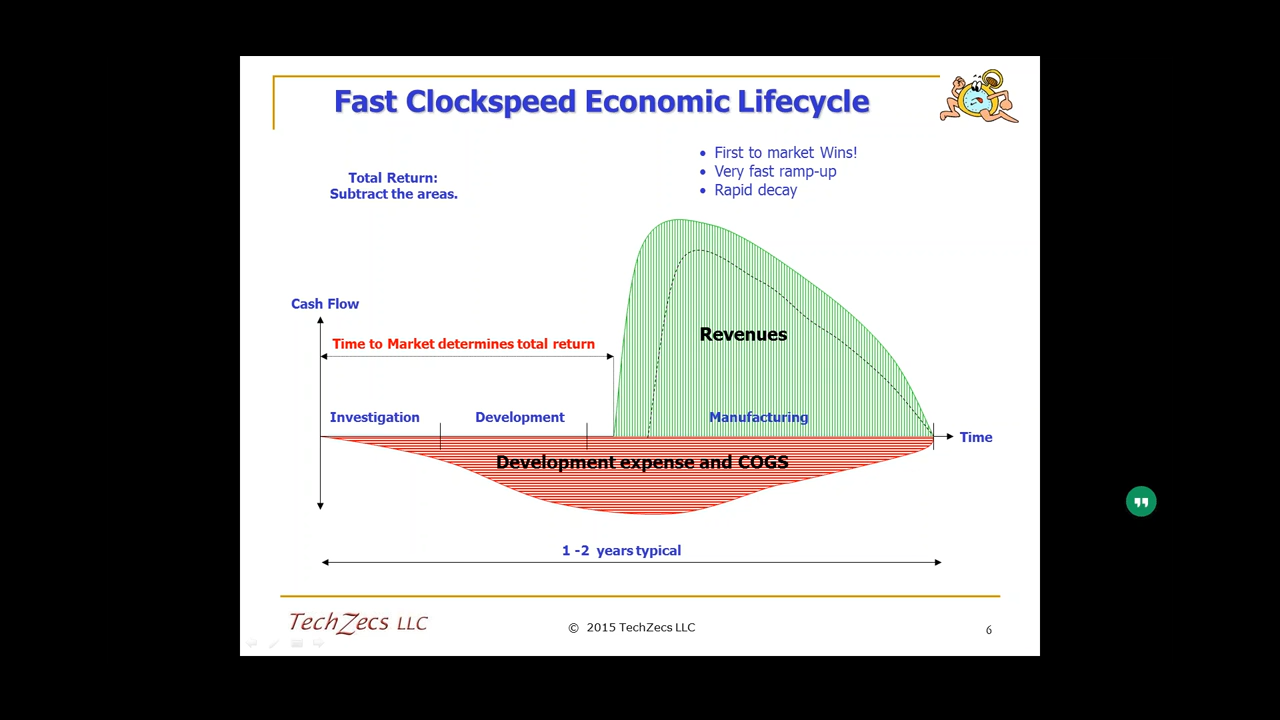 Fast Clockspeed Economic Lifecycle
• First to market Wins!
• Very fast ramp-up
• Rapid decay
Total Return:
Subtract the areas.
Cash Flow
Time to Market determines total return
Revenues
Investigation
Development
Manufacturing
Time
Development expense and COGS
1 -2 years typical
TechZecs LLC
© 2015 TechZecs LLC
6